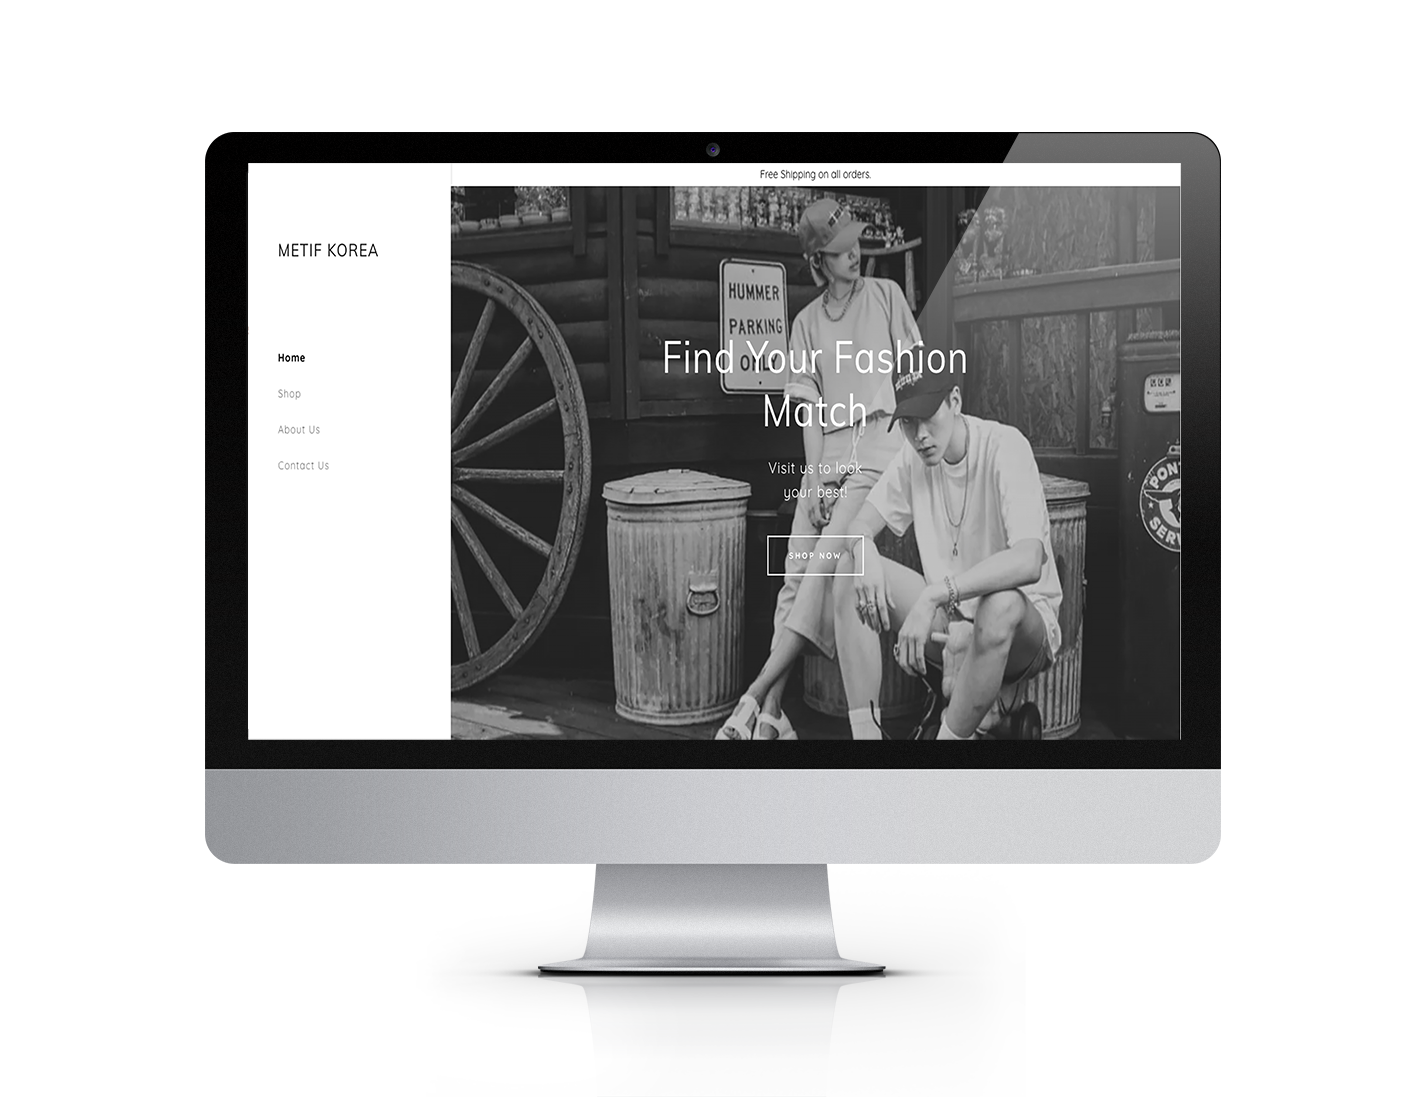 Free Shipping on all orders.
METIF KOREA
Home
Shop
About Us
Contact Us
HUMMER
PARKING
ONLY
Find Your Fashion
Match
Visit us to look
your best!
SHOP NOW